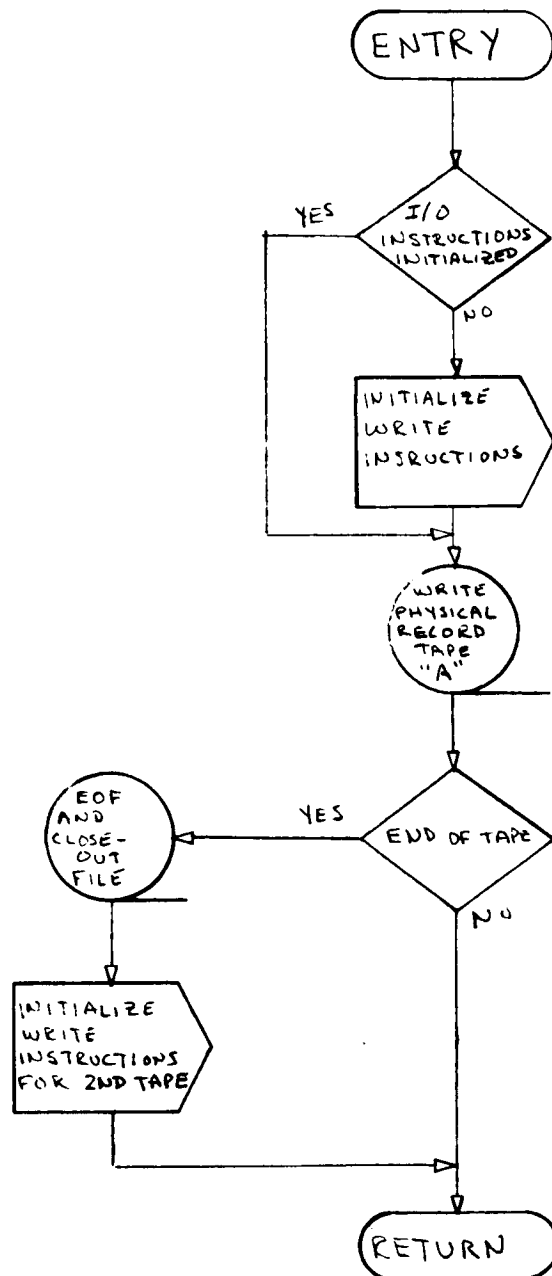 ENTRY
YES
I/O
INSTRUCTIONS
INITIALIZED
NO
INITIALIZE
WRITE
INSRUCTIONS
WRITE
PHYSICAL
RECORD
TAPE
"A"
EOF
AND
CLOSE-
OUT
FILE
YES
END OF TAPE
NO
INITIALIZE
WRITE
INSTRUCTIONS
FOR 2ND TAPE
RETURN